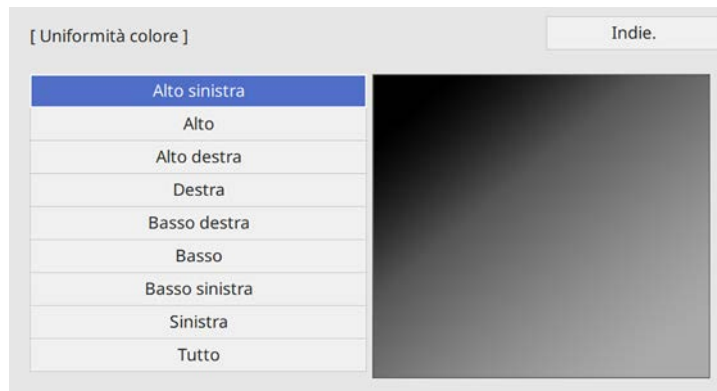 [ Uniformità colore ]
Indie.
Alto sinistra
Alto
Alto destra
Destra
Basso destra
Basso
Basso sinistra
Sinistra
Tutto